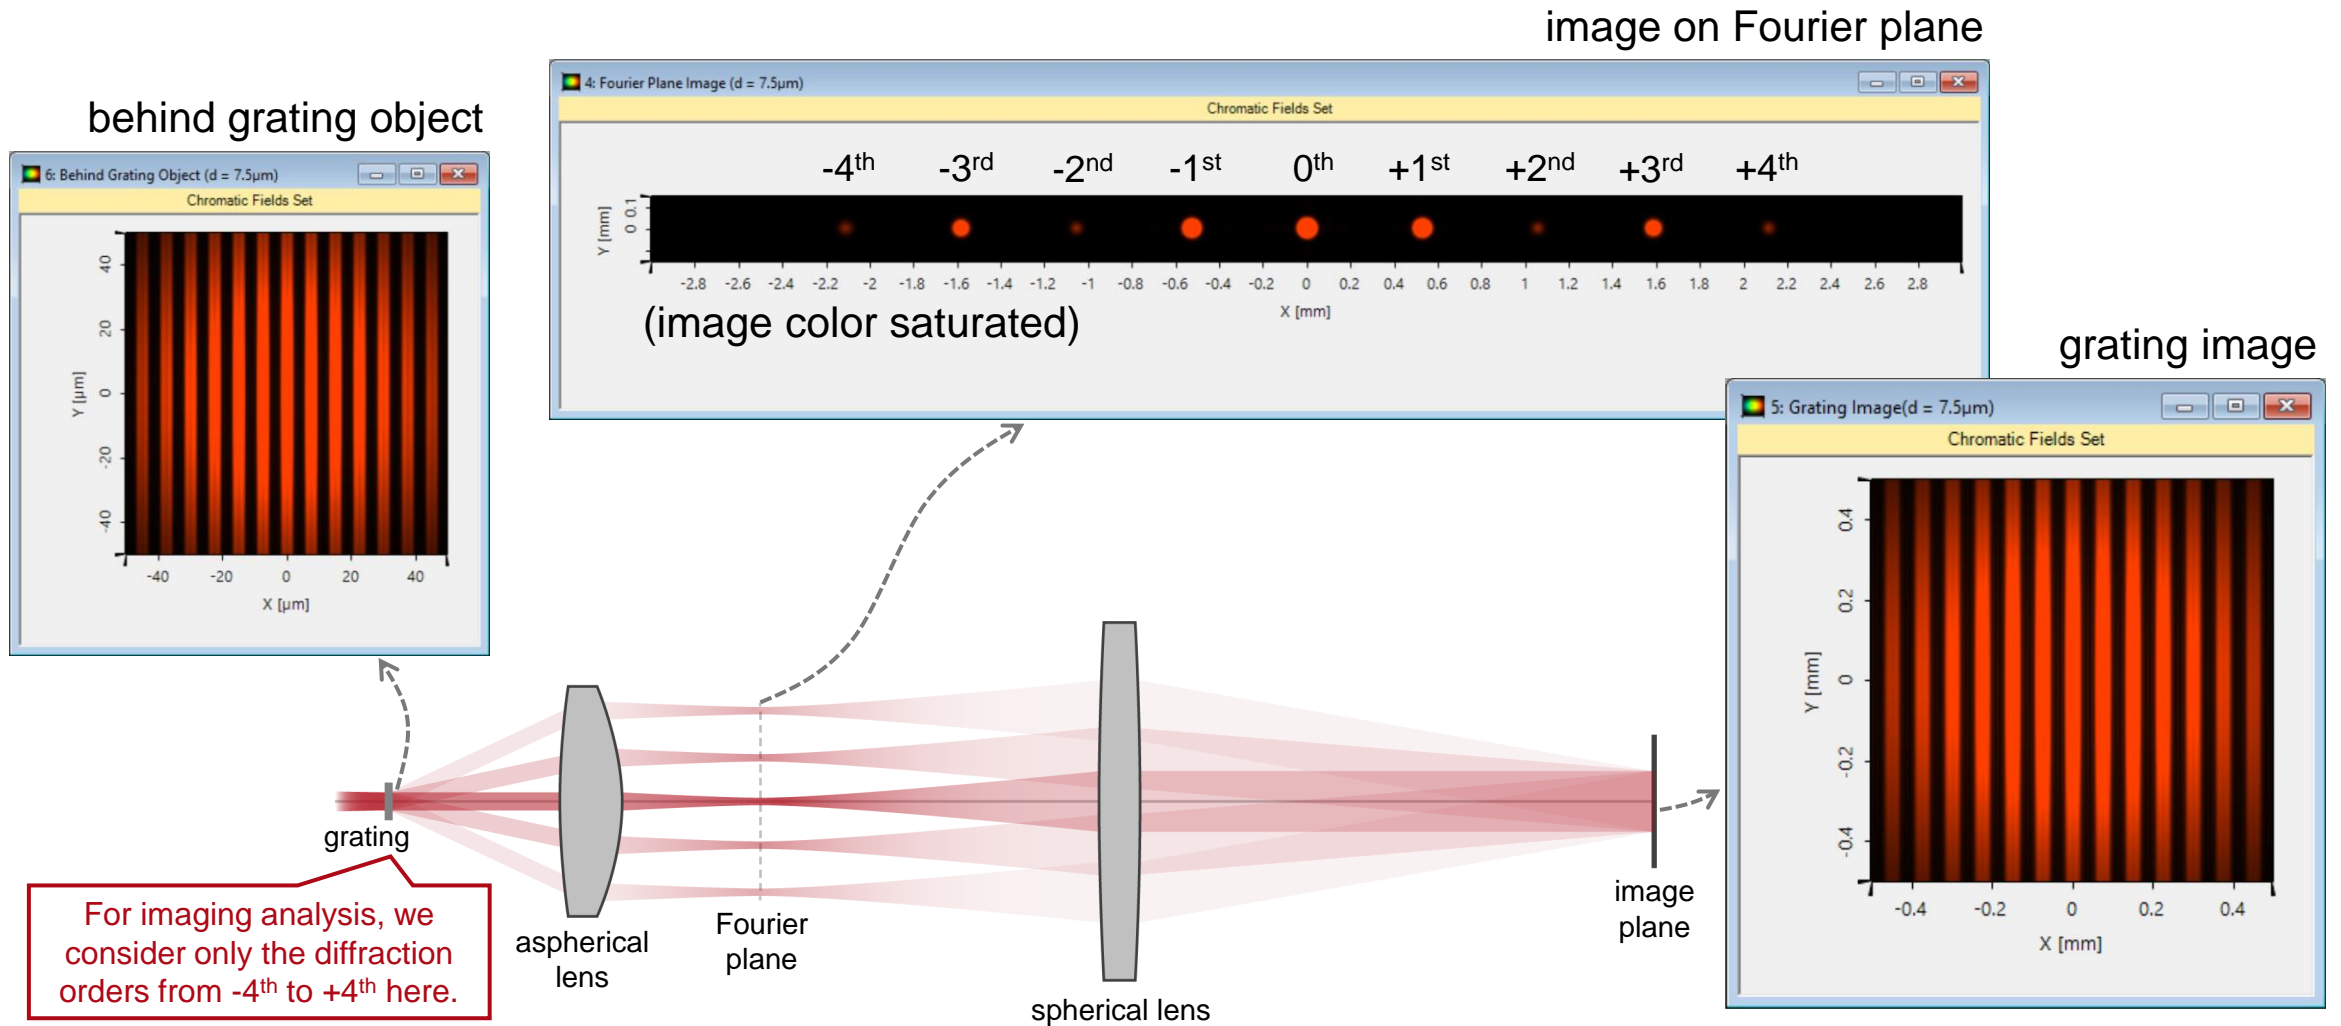 image on Fourier plane
4: Fourier Plane Image (d = 7.5µm)
Chromatic Fields Set
-4th -3rd -2nd -1st 0th +1st +2nd +3rd +4th
Y [mm]
0 0.1
-2.8 -2.6 -2.4 -2.2 -2 -1.8 -1.6 -1.4 -1.2 -1 -0.8 -0.6 -0.4 -0.2 0 0.2 0.4 0.6 0.8 1 1.2 1.4 1.6 1.8 2 2.2 2.4 2.6 2.8
X [mm]
(image color saturated)
behind grating object
6: Behind Grating Object (d = 7.5µm)
Chromatic Fields Set
Y [µm]
40
20
0
-20
-40
-40 -20 0 20 40
X [µm]
grating image
5: Grating Image(d = 7.5µm)
Chromatic Fields Set
Y [mm]
0.4
0.2
0
-0.2
-0.4
-0.4 -0.2 0 0.2 0.4
X [mm]
grating
For imaging analysis, we
consider only the diffraction
orders from -4th to +4th here.
aspherical
lens
Fourier
plane
spherical lens
image
plane